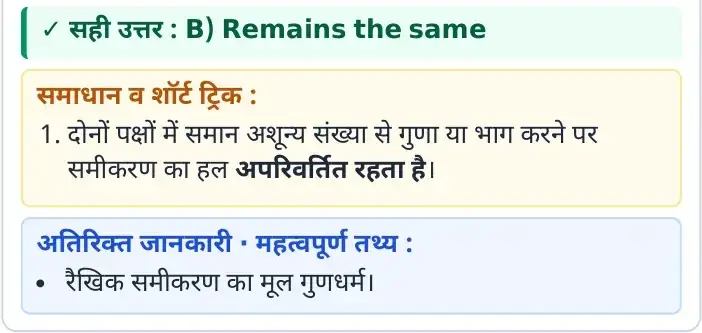 ✓ सही उत्तर : B) Remains the same
समाधान व शॉर्ट ट्रिक :
1. दोनों पक्षों में समान अशून्य संख्या से गुणा या भाग करने पर
समीकरण का हल अपरिवर्तित रहता है।
अतिरिक्त जानकारी · महत्वपूर्ण तथ्य :
• रैखिक समीकरण का मूल गुणधर्म।